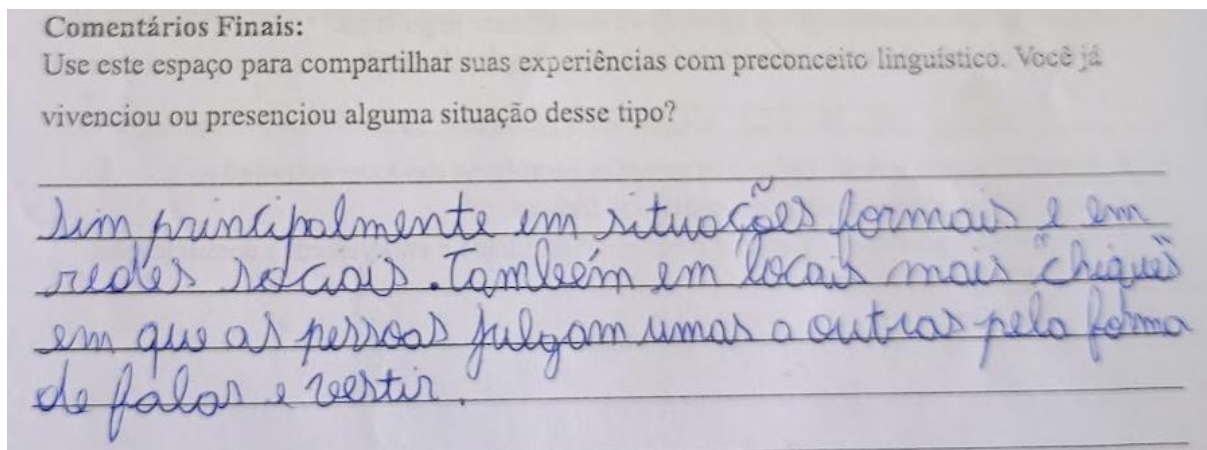 Comentários Finais:
Use este espaço para compartilhar suas experiências com preconceito linguístico. Você já
vivenciou ou presenciou alguma situação desse tipo?
Sim principalmente em situações formais e em
redes sociais. Também em locais mais "chiques"
em que as pessoas julgam umas a outras pela forma
de falar e vestir.